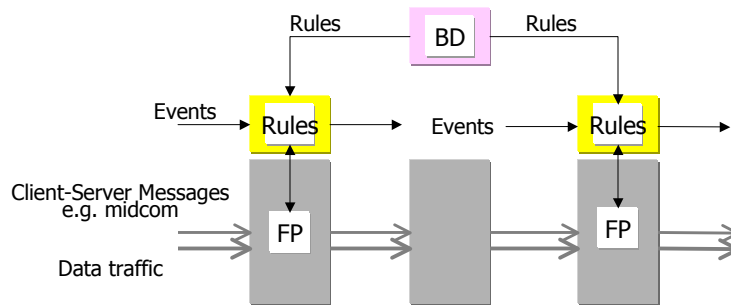 Rules
BD
Rules
Events
Rules
Events
Rules
Client-Server Messages
e.g. midcom
FP
FP
Data traffic